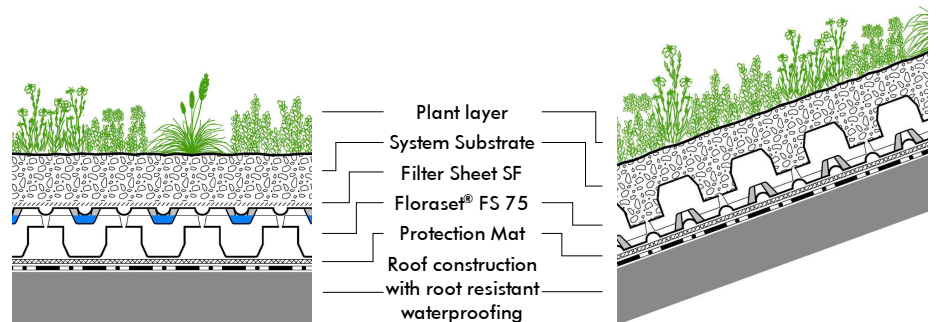 Plant layer
System Substrate
Filter Sheet SF
Floraset® FS 75
Protection Mat
Roof construction
with root resistant
waterproofing